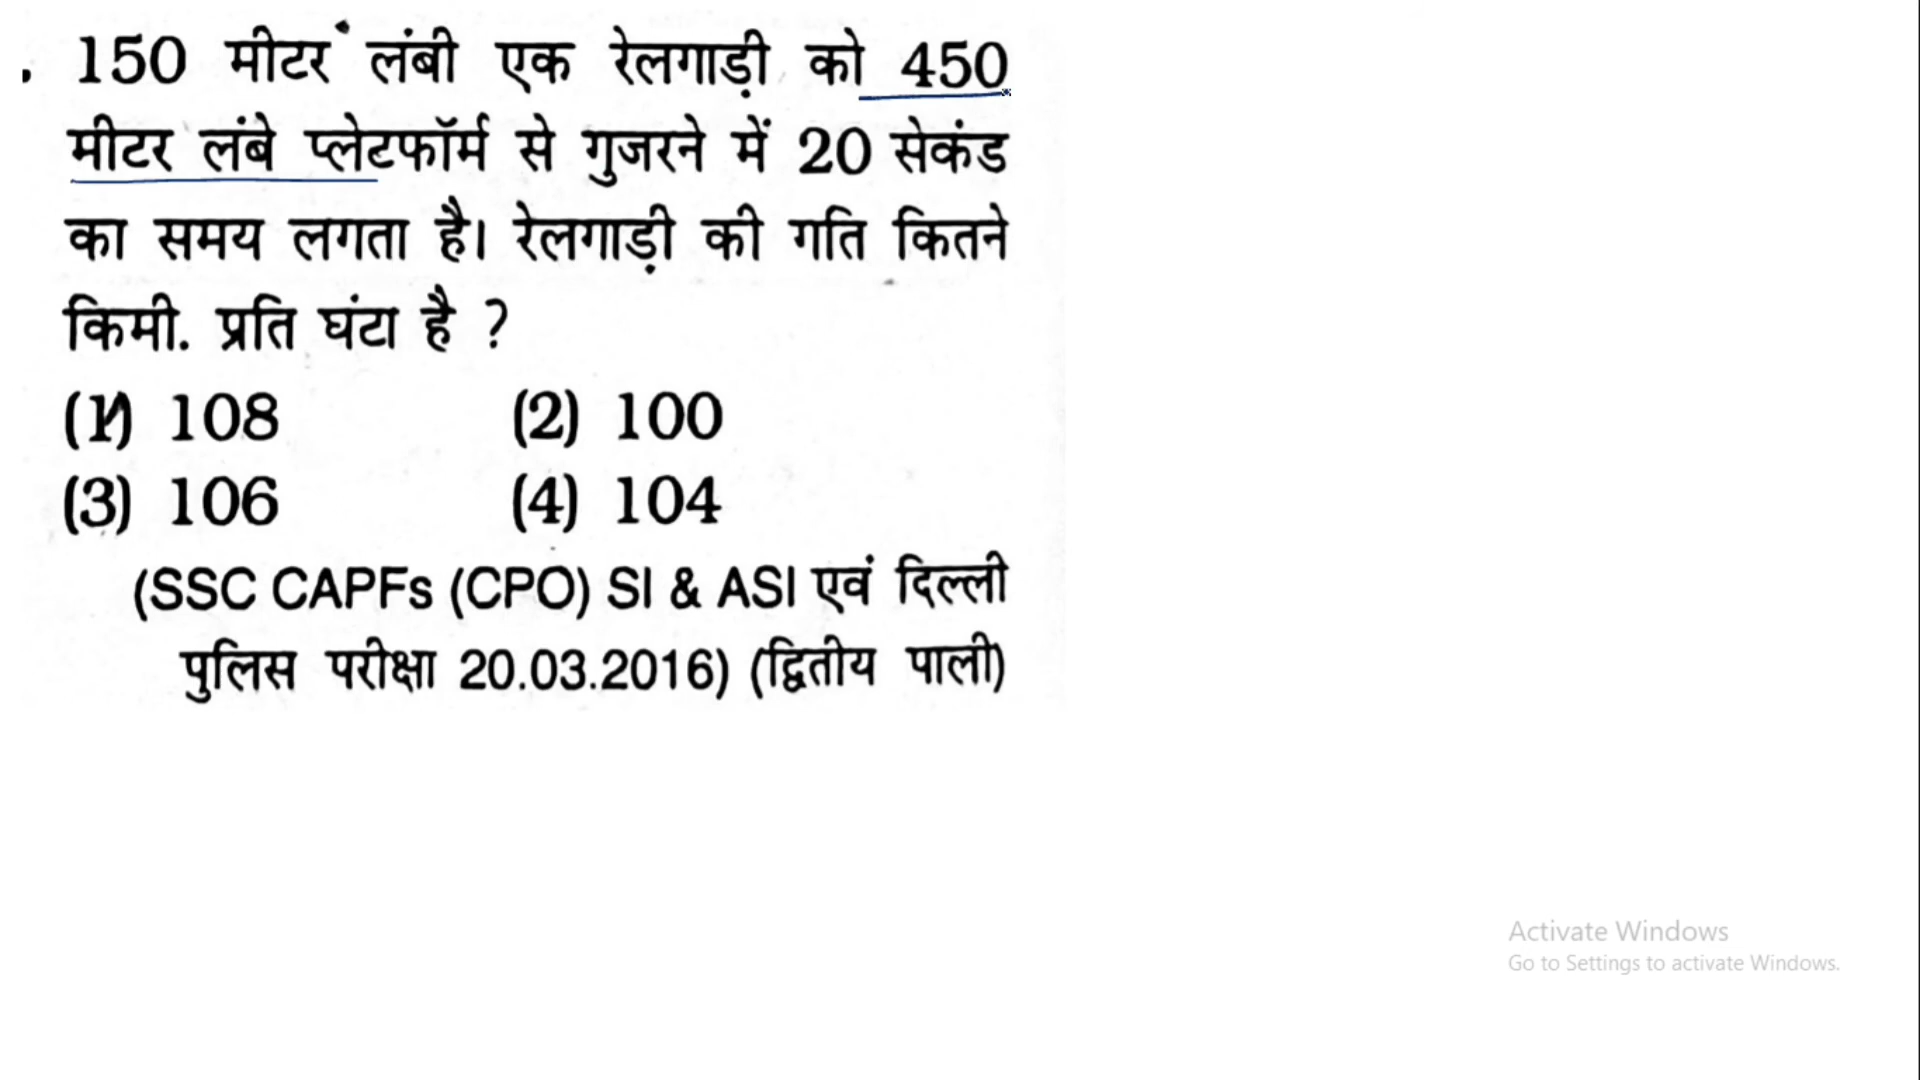 . 150 मीटर लंबी एक रेलगाड़ी को 450
मीटर लंबे प्लेटफॉर्म से गुजरने में 20 सेकंड
का समय लगता है। रेलगाड़ी की गति कितने
किमी. प्रति घंटा है ?
(1) 108 (2) 100
(3) 106 (4) 104
(SSC CAPFs (CPO) SI & ASI एवं दिल्ली
पुलिस परीक्षा 20.03.2016) (द्वितीय पाली)
Activate Windows
Go to Settings to activate Windows.